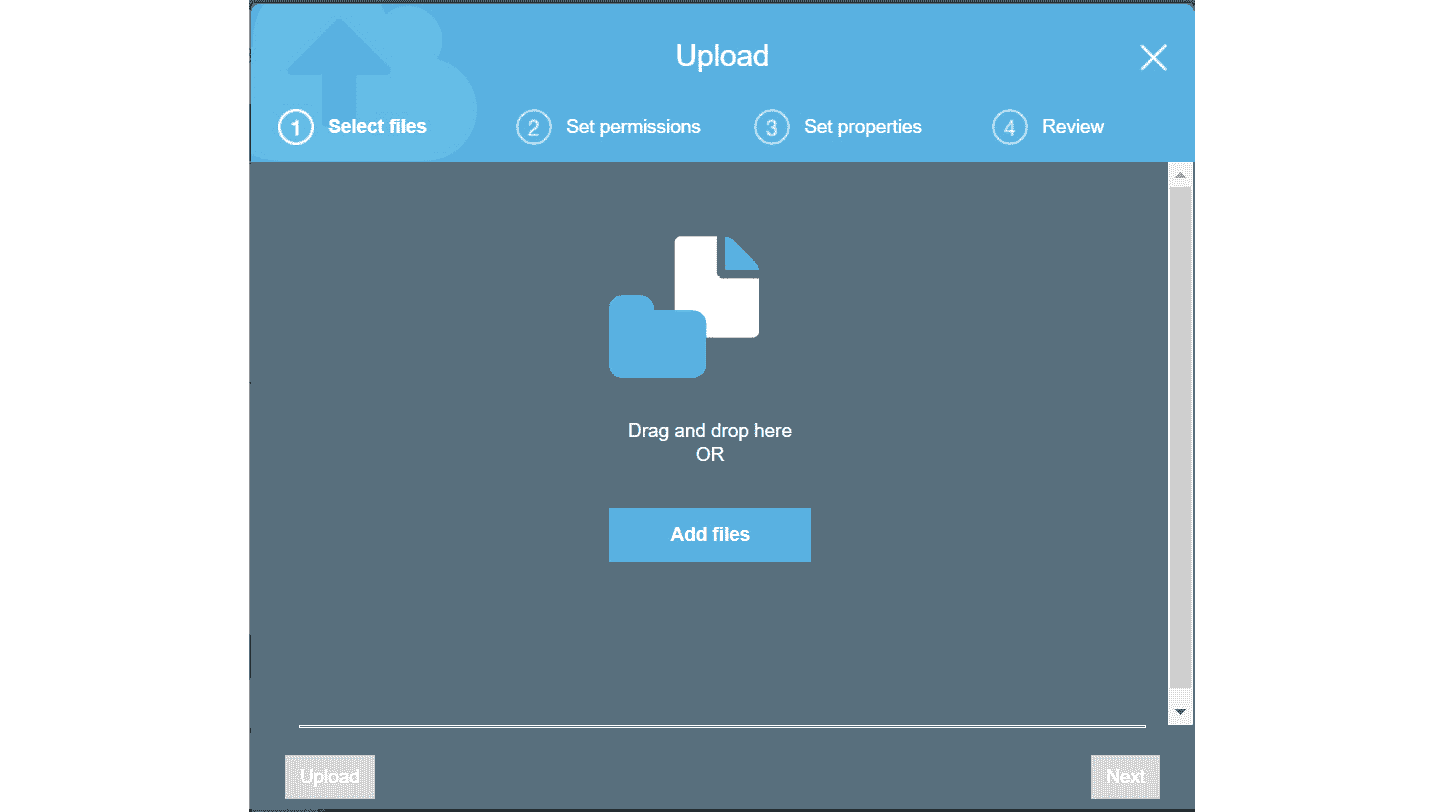 Upload
1 Select files
2 Set permissions
3 Set properties
4 Review
Drag and drop here
OR
Add files
Upload
Next